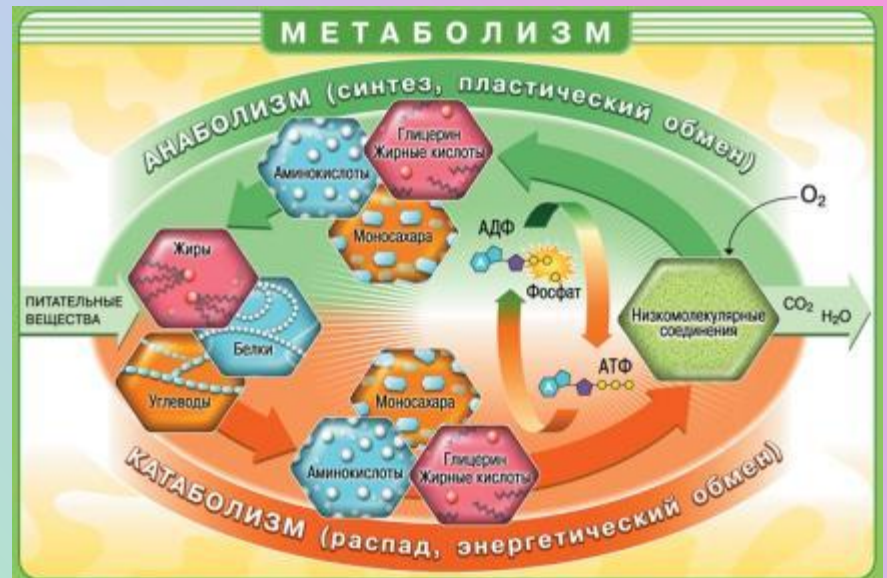 МЕТАБОЛИЗМ
АНАБОЛИЗМ (синтез, пластический обмен)
Глицерин
Жирные кислоты
Аминокислоты
Моносахара
O₂
АДФ
Фосфат
Жиры
ПИТАТЕЛЬНЫЕ
ВЕЩЕСТВА
Белки
Низкомолекулярные
соединения
CO₂
H₂O
АТФ
Углеводы
Моносахара
Аминокислоты
Глицерин
Жирные кислоты
КАТАБОЛИЗМ (распад, энергетический обмен)